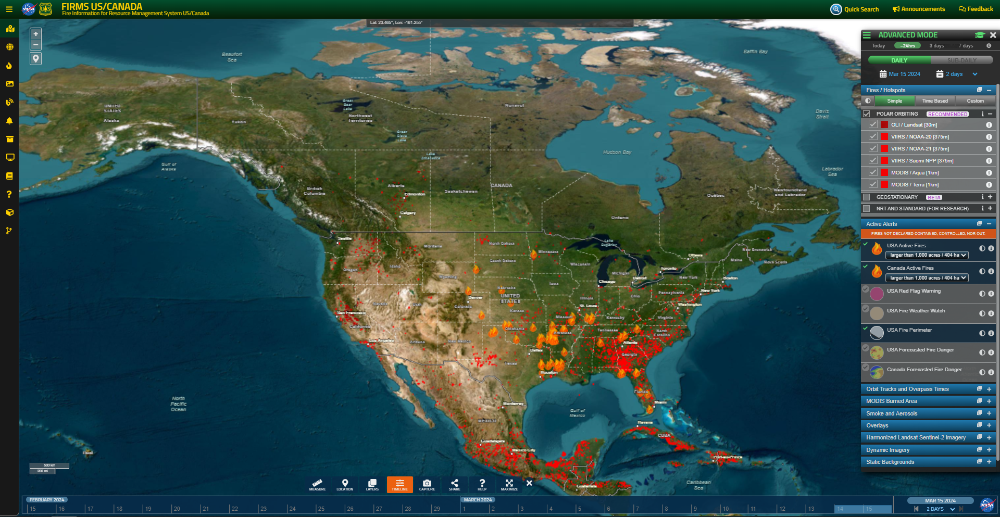 FIRMS US/CANADA
Fire Information for Resource Management System US/Canada
Quick Search
Announcements
Feedback
Lat: 23.465°, Lon: -161.255°
+
−
Beaufort
Sea
Baffin Bay
Davis
Strait
Labrador
Sea
Hudson Bay
UNITED
STATES
Alaska
Gulf of
Alaska
Yukon
Great
Bear
Lake
Northwest
Territories
Nunavut
Great
Slave
Lake
Lake
Athabasca
British
Columbia
Alberta
Edmonton
Calgary
Saskatchewan
CANADA
Ontario
Québec
Newfoundland
and Labrador
New Brunswick
Nova Scotia
Maine
Ottawa
Toronto
Boston
New York
New York
Seattle
Oregon
Idaho
Montana
North Dakota
South Dakota
Minnesota
Lake
Superior
Wisconsin
Michigan
Detroit
Chicago
Wyoming
Nebraska
Iowa
UNITED
STATES
Denver
Colorado
Kansas
Illinois
St. Louis
Missouri
Ohio
Pennsylvania
Washington
Kentucky
Virginia
Nevada
Utah
San Francisco
California
Los Angeles
Arizona
New Mexico
Oklahoma
Arkansas
Tennessee
North
Carolina
Atlanta
Georgia
Dallas
Texas
Houston
Florida
Miami
Monterrey
MÉXICO
Gulf of
Mexico
Havana
CUBA
Guadalajara
Mexico City
Port-au-Prince
Guatemala
Caribbean
Sea
North
Pacific
Ocean
Hawaii
500 km
200 mi
ADVANCED MODE
Today
~24hrs
3 days
7 days
DAILY
SUB-DAILY
Mar 15 2024
2 days
Fires / Hotspots
Simple
Time Based
Custom
POLAR ORBITING RECOMMENDED
OLI / Landsat [30m]
VIIRS / NOAA-20 [375m]
VIIRS / NOAA-21 [375m]
VIIRS / Suomi NPP [375m]
MODIS / Aqua [1km]
MODIS / Terra [1km]
GEOSTATIONARY BETA
NRT AND STANDARD (FOR RESEARCH)
Active Alerts
FIRES NOT DECLARED CONTAINED, CONTROLLED, NOR OUT.
USA Active Fires
larger than 1,000 acres / 404 ha
Canada Active Fires
larger than 1,000 acres / 404 ha
USA Red Flag Warning
USA Fire Weather Watch
USA Fire Perimeter
USA Forecasted Fire Danger
Canada Forecasted Fire Danger
Orbit Tracks and Overpass Times
MODIS Burned Area
Smoke and Aerosols
Overlays
Harmonized Landsat Sentinel-2 Imagery
Dynamic Imagery
Static Backgrounds
MEASURE
LOCATION
LAYERS
TIMELINE
CAPTURE
SHARE
HELP
MAXIMIZE
FEBRUARY 2024
MARCH 2024
15 16 17 18 19 20 21 22 23 24 25 26 27 28 29 1 2 3 4 5 6 7 8 9 10 11 12 13 14 15
MAR 15 2024
2 DAYS
NASA